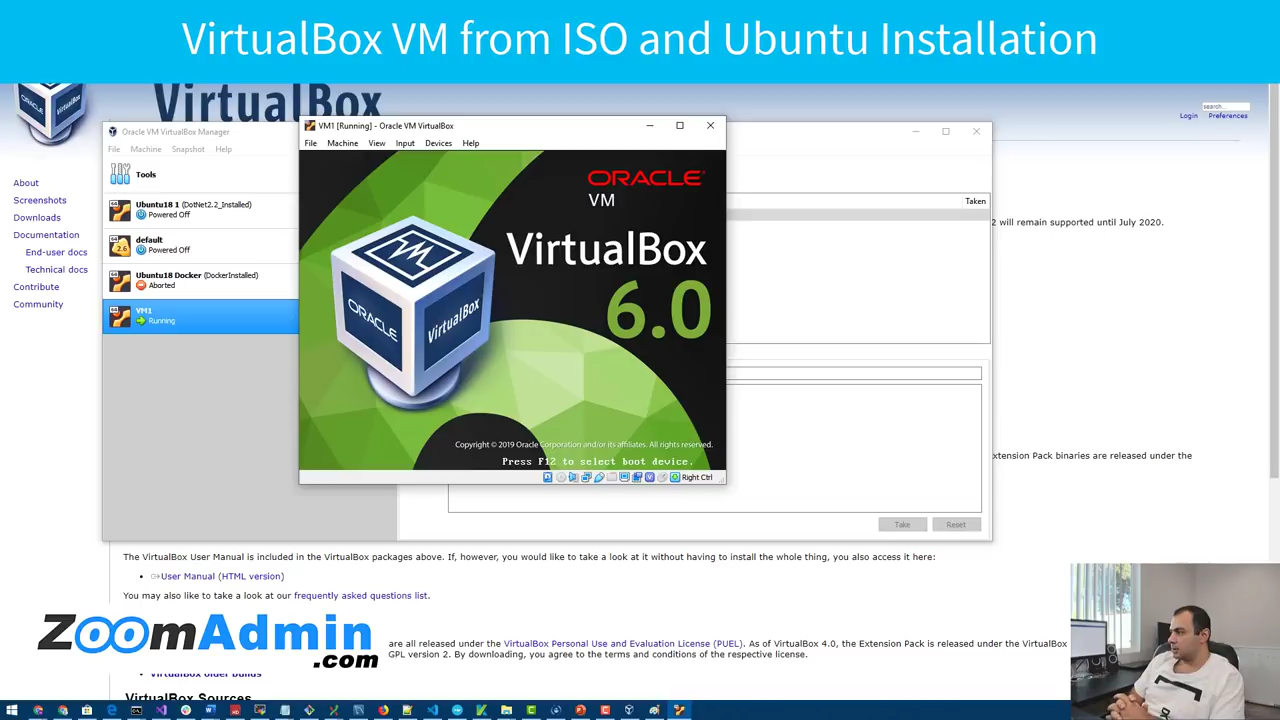 VirtualBox VM from ISO and Ubuntu Installation
VirtualBox
ORACLE
VirtualBox
search...
Login Preferences
About
Screenshots
Downloads
Documentation
End-user docs
Technical docs
Contribute
Community
Oracle VM VirtualBox Manager
File Machine Snapshot Help
Tools
Ubuntu18 1 (DotNet2.2_Installed)
Powered Off
default
Powered Off
Ubuntu18 Docker (DockerInstalled)
Aborted
VM1
Running
Taken
Take Reset
VM1 [Running] - Oracle VM VirtualBox
File Machine View Input Devices Help
ORACLE
VM
VirtualBox
6.0
ORACLE
VirtualBox
Copyright © 2019 Oracle Corporation and/or its affiliates. All rights reserved.
Press F12 to select boot device.
Right Ctrl
2 will remain supported until July 2020.
xtension Pack binaries are released under the
The VirtualBox User Manual is included in the VirtualBox packages above. If, however, you would like to take a look at it without having to install the whole thing, you also access it here:
User Manual (HTML version)
You may also like to take a look at our frequently asked questions list.
are all released under the VirtualBox Personal Use and Evaluation License (PUEL). As of VirtualBox 4.0, the Extension Pack is released under the VirtualBox
GPL version 2. By downloading, you agree to the terms and conditions of the respective license.
VirtualBox older builds
VirtualBox Sources
ZoomAdmin
.com